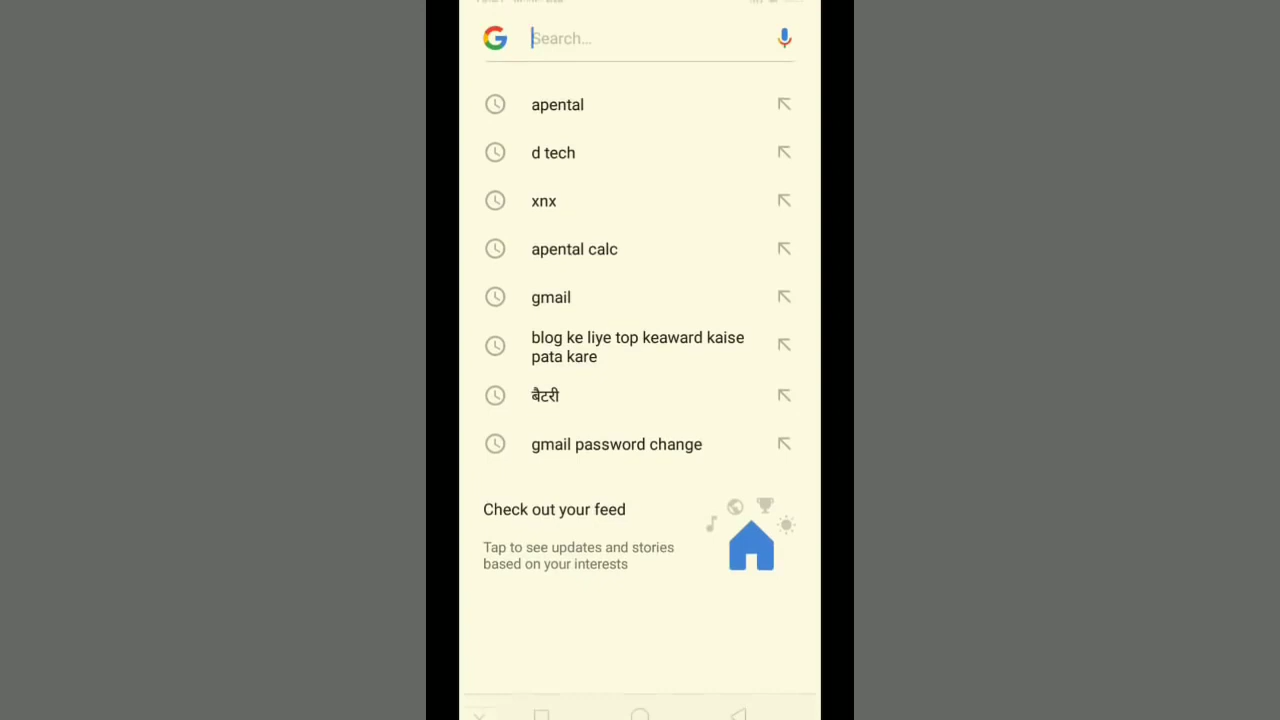 Search...
apental
d tech
xnx
apental calc
gmail
blog ke liye top keaward kaise
pata kare
बैटरी
gmail password change
Check out your feed
Tap to see updates and stories
based on your interests